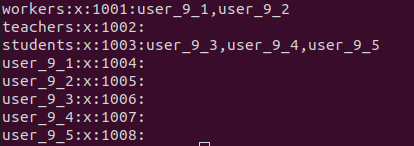 workers:x:1001:user_9_1,user_9_2
teachers:x:1002:
students:x:1003:user_9_3,user_9_4,user_9_5
user_9_1:x:1004:
user_9_2:x:1005:
user_9_3:x:1006:
user_9_4:x:1007:
user_9_5:x:1008: